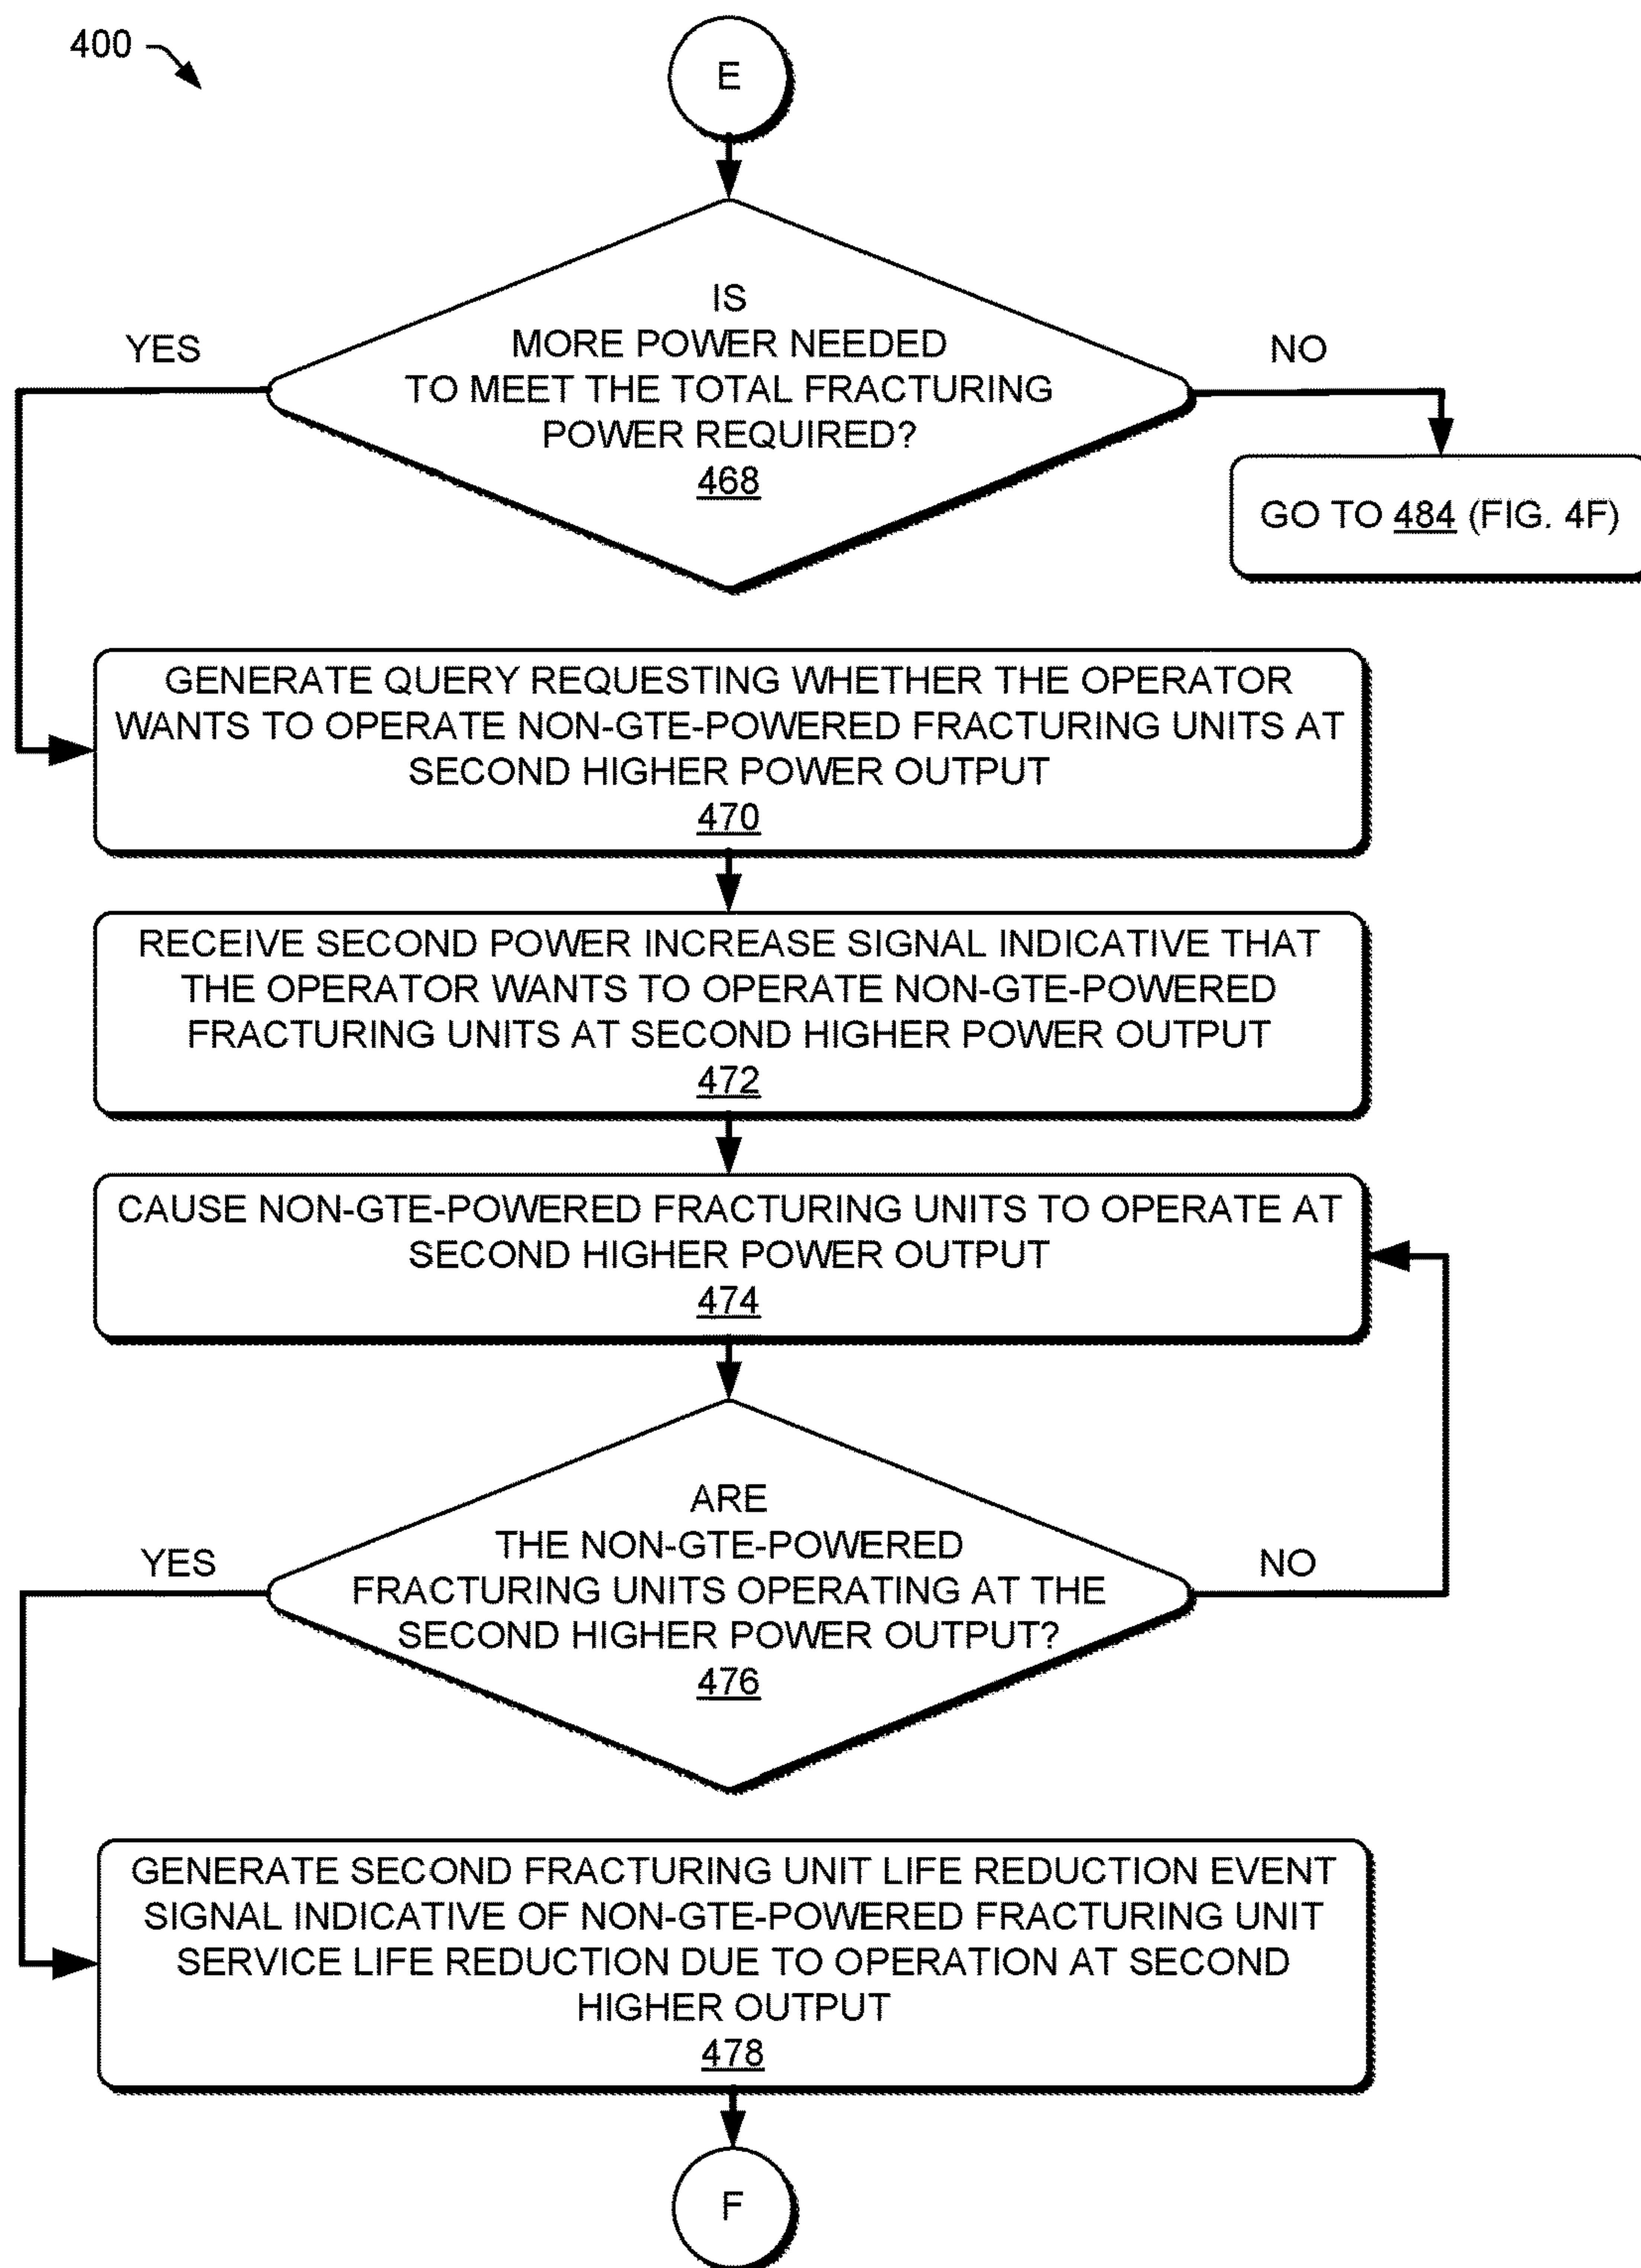 400
E
IS
MORE POWER NEEDED
TO MEET THE TOTAL FRACTURING
POWER REQUIRED?
468
YES
NO
GO TO 484 (FIG. 4F)
GENERATE QUERY REQUESTING WHETHER THE OPERATOR
WANTS TO OPERATE NON-GTE-POWERED FRACTURING UNITS AT
SECOND HIGHER POWER OUTPUT
470
RECEIVE SECOND POWER INCREASE SIGNAL INDICATIVE THAT
THE OPERATOR WANTS TO OPERATE NON-GTE-POWERED
FRACTURING UNITS AT SECOND HIGHER POWER OUTPUT
472
CAUSE NON-GTE-POWERED FRACTURING UNITS TO OPERATE AT
SECOND HIGHER POWER OUTPUT
474
ARE
THE NON-GTE-POWERED
FRACTURING UNITS OPERATING AT THE
SECOND HIGHER POWER OUTPUT?
476
YES
NO
GENERATE SECOND FRACTURING UNIT LIFE REDUCTION EVENT
SIGNAL INDICATIVE OF NON-GTE-POWERED FRACTURING UNIT
SERVICE LIFE REDUCTION DUE TO OPERATION AT SECOND
HIGHER OUTPUT
478
F